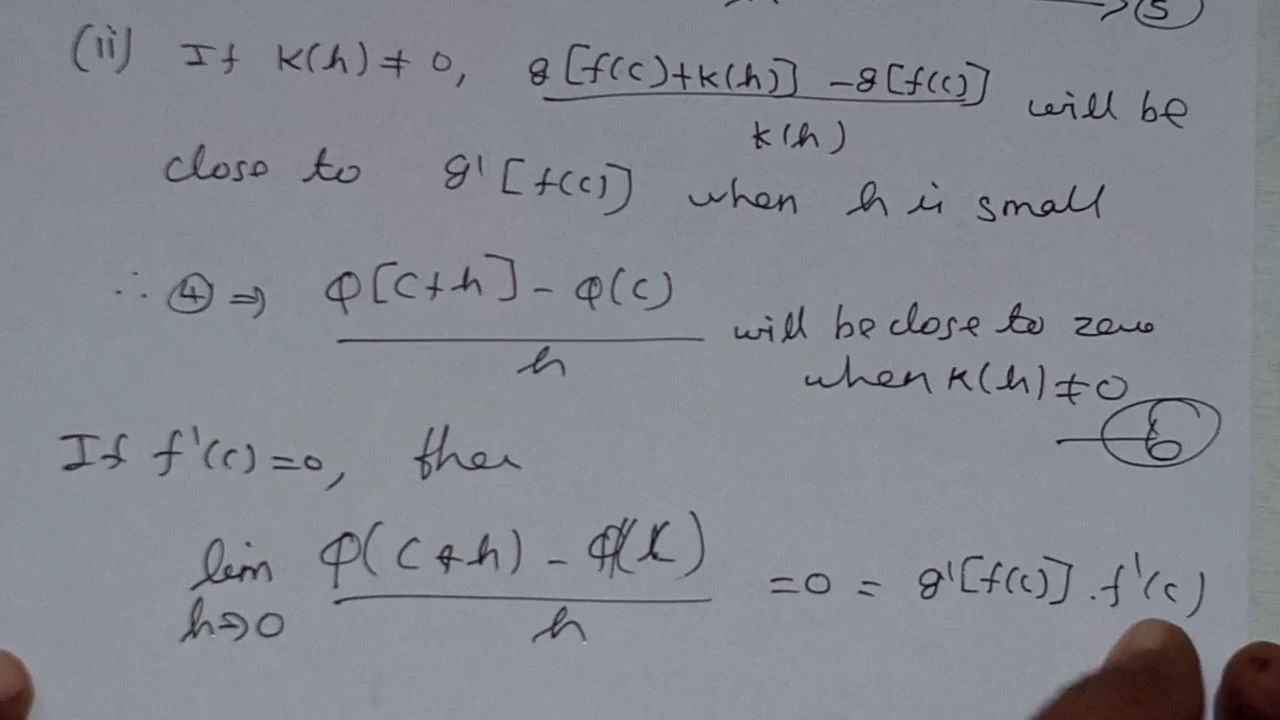 → (5)
(ii) If k(h) ≠ 0, g[f(c)+k(h)] - g[f(c)] / k(h) will be
close to g'[f(c)] when h is small
∴ (4) ⇒ φ[c+h] - φ(c) / h will be close to zero
when k(h) ≠ 0
— (6)
If f'(c) = 0, then
lim h→0 φ(c+h) - φ(c) / h = 0 = g'[f(c)] . f'(c)